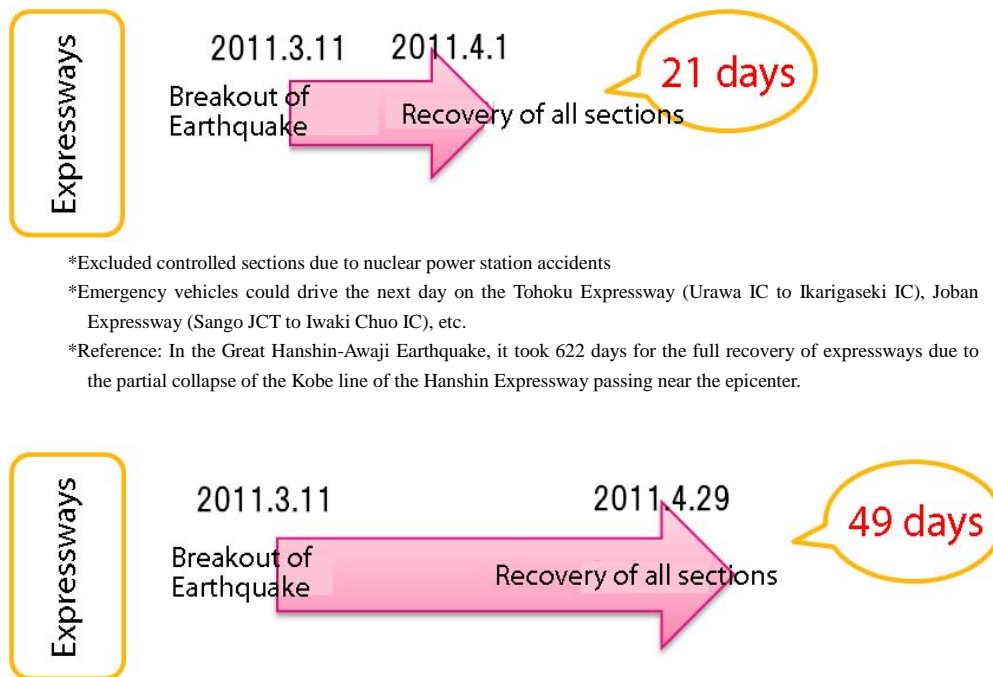 Expressways
2011.3.11
2011.4.1
21 days
Breakout of
Earthquake
Recovery of all sections
*Excluded controlled sections due to nuclear power station accidents
*Emergency vehicles could drive the next day on the Tohoku Expressway (Urawa IC to Ikarigaseki IC), Joban
Expressway (Sango JCT to Iwaki Chuo IC), etc.
*Reference: In the Great Hanshin-Awaji Earthquake, it took 622 days for the full recovery of expressways due to
the partial collapse of the Kobe line of the Hanshin Expressway passing near the epicenter.
Expressways
2011.3.11
2011.4.29
49 days
Breakout of
Earthquake
Recovery of all sections